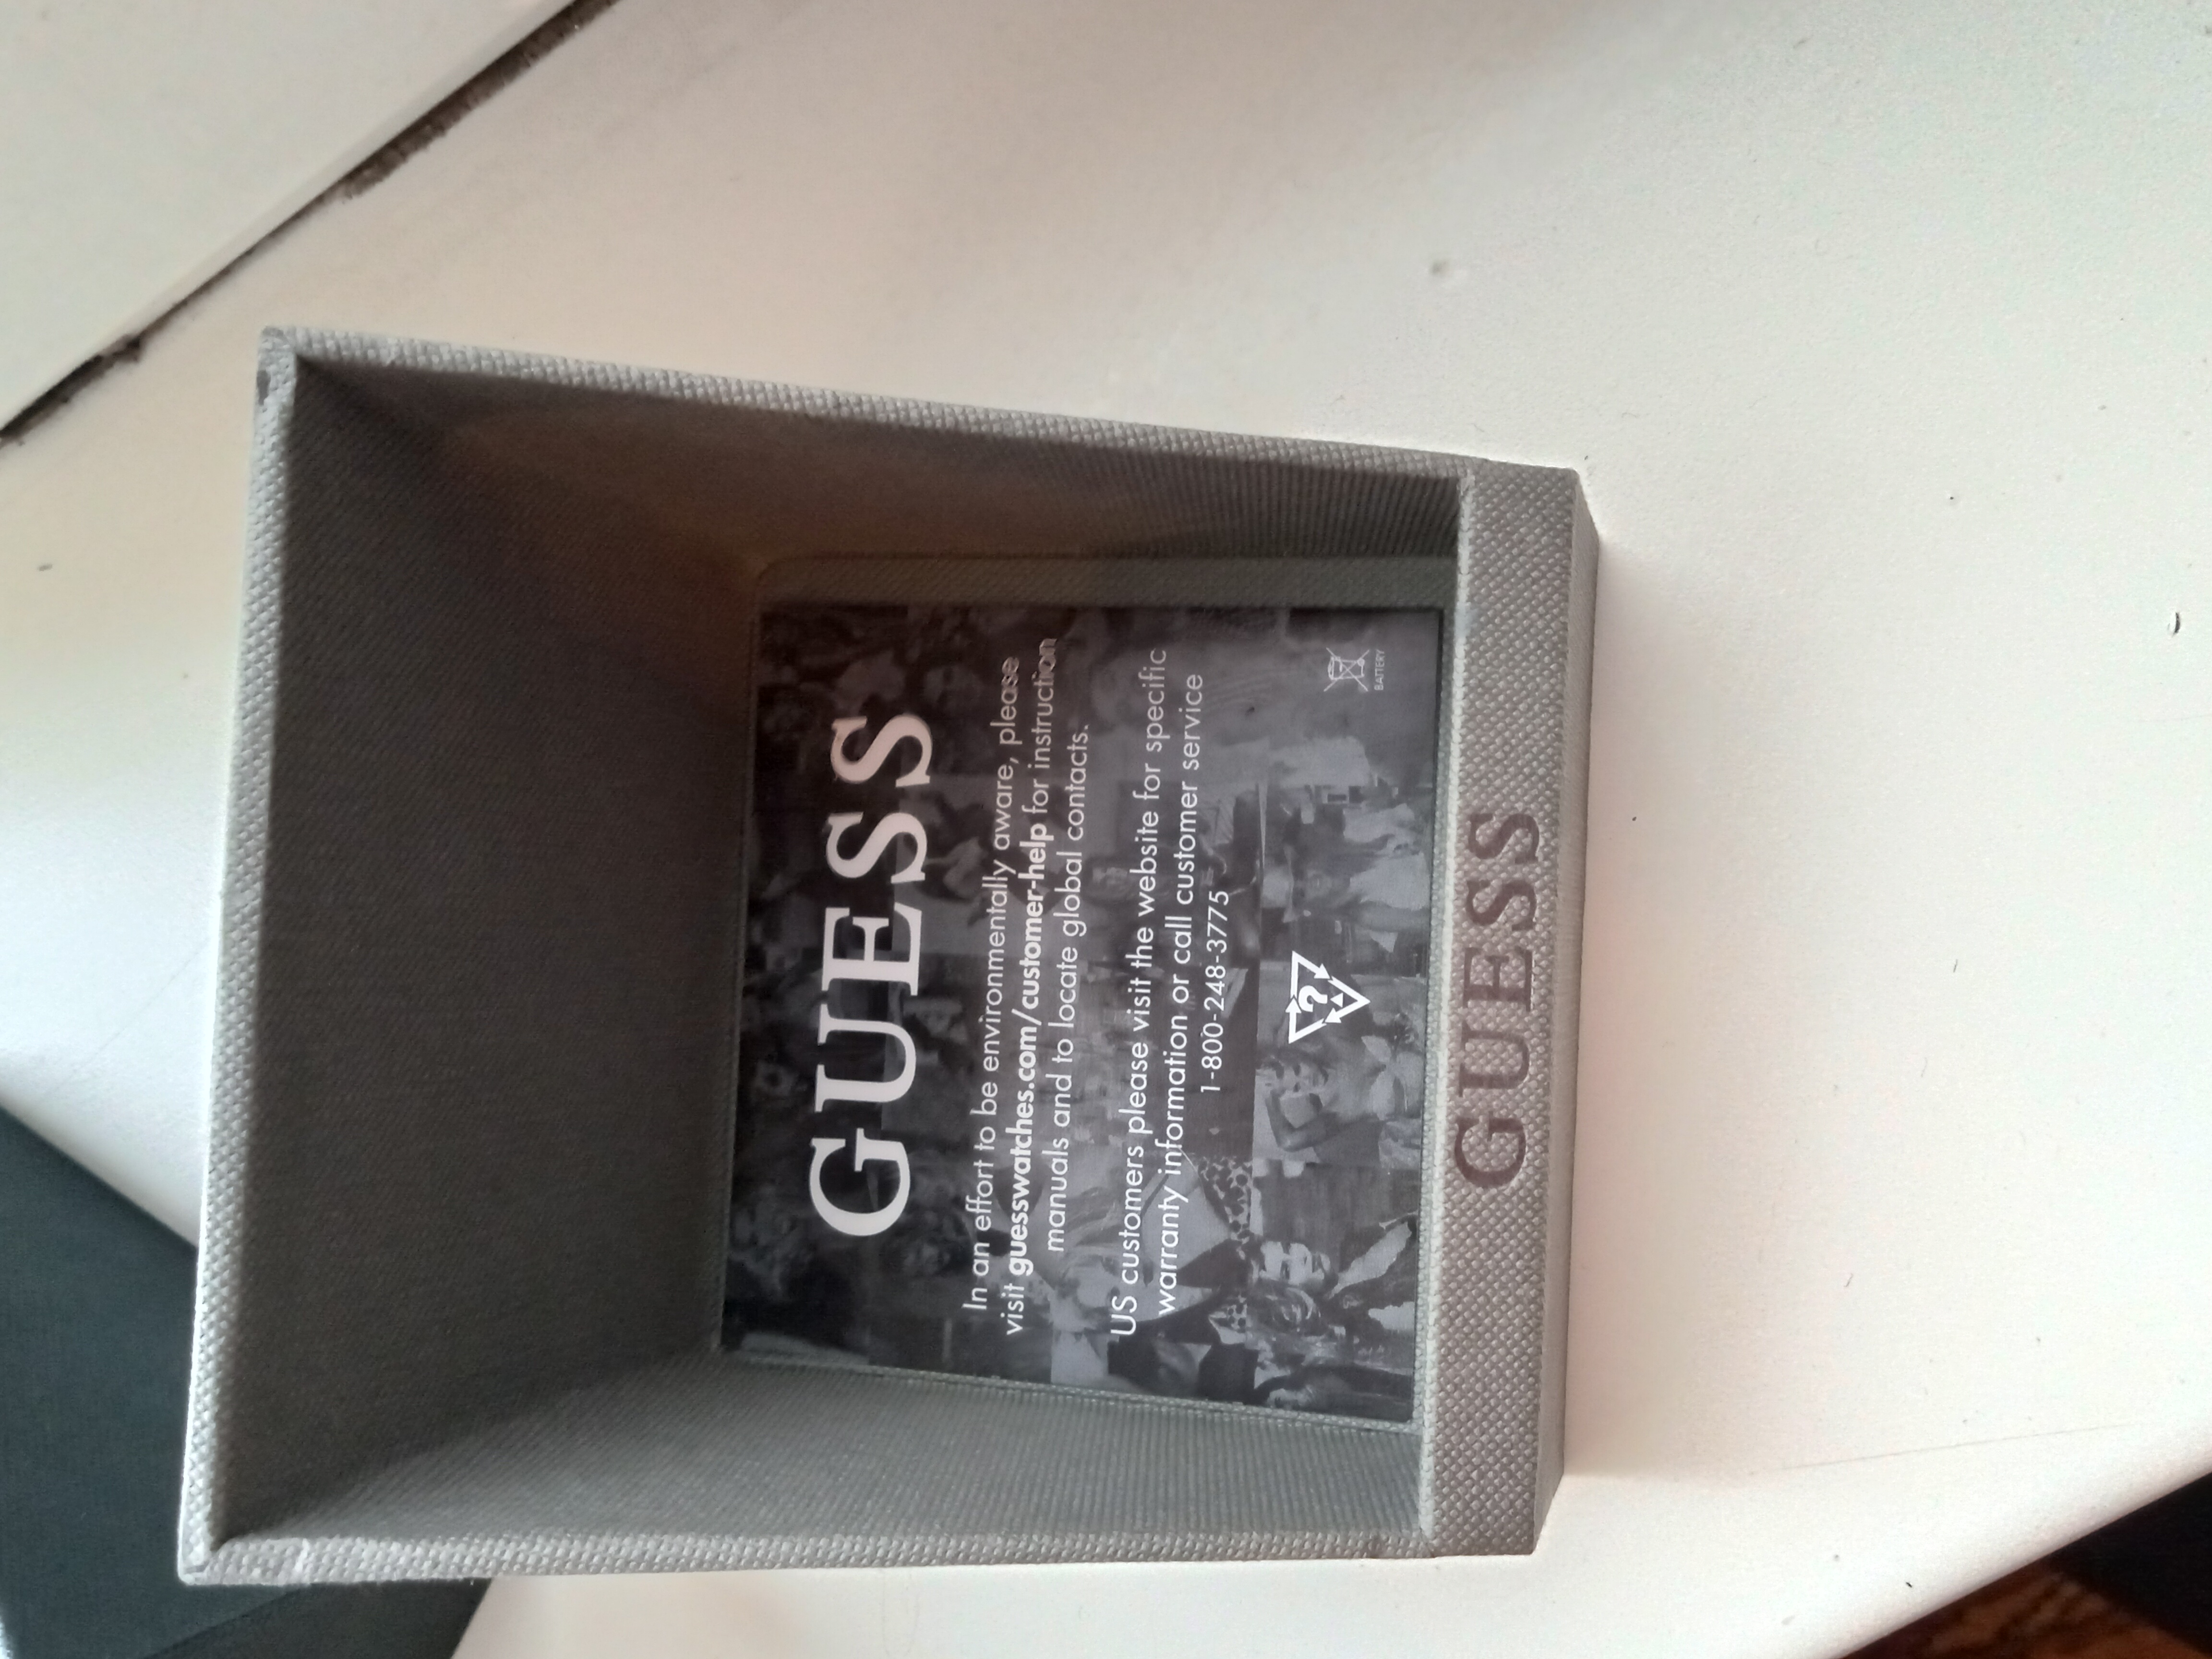 GUESS
In an effort to be environmentally aware, please
visit guesswatches.com/customer-help for instruction
manuals and to locate global contacts.
US customers please visit the website for specific
warranty information or call customer service
1-800-248-3775
?
BATTERY
GUESS